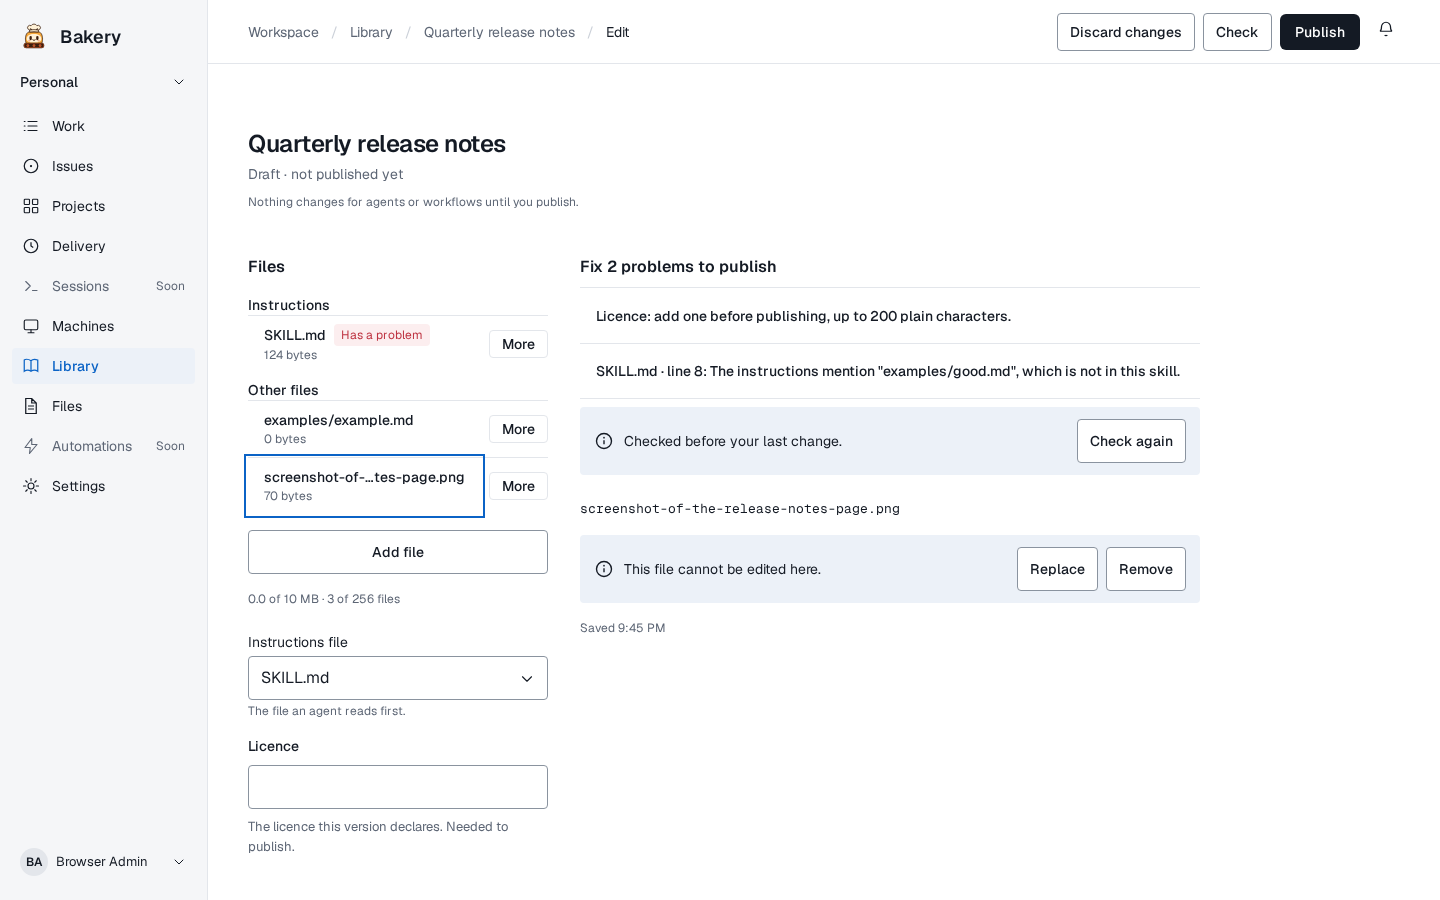 Bakery
Personal
Work
Issues
Projects
Delivery
Sessions Soon
Machines
Library
Files
Automations Soon
Settings
BA Browser Admin
Workspace / Library / Quarterly release notes / Edit
Discard changes
Check
Publish
Quarterly release notes
Draft · not published yet
Nothing changes for agents or workflows until you publish.
Files
Instructions
SKILL.md Has a problem
124 bytes
More
Other files
examples/example.md
0 bytes
More
screenshot-of-...tes-page.png
70 bytes
More
Add file
0.0 of 10 MB · 3 of 256 files
Instructions file
SKILL.md
The file an agent reads first.
Licence
The licence this version declares. Needed to
publish.
Fix 2 problems to publish
Licence: add one before publishing, up to 200 plain characters.
SKILL.md · line 8: The instructions mention "examples/good.md", which is not in this skill.
Checked before your last change.
Check again
screenshot-of-the-release-notes-page.png
This file cannot be edited here.
Replace
Remove
Saved 9:45 PM